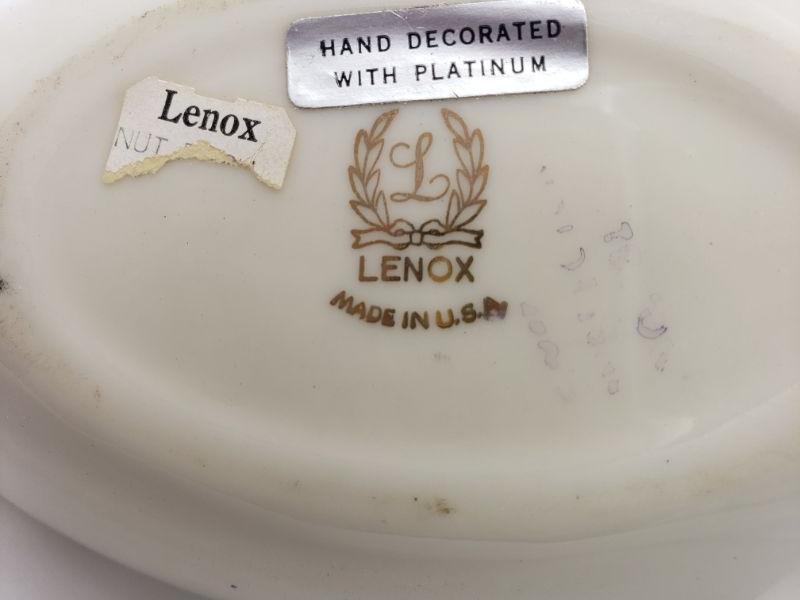 HAND DECORATED
WITH PLATINUM
Lenox
NUT
L
LENOX
MADE IN U.S.A